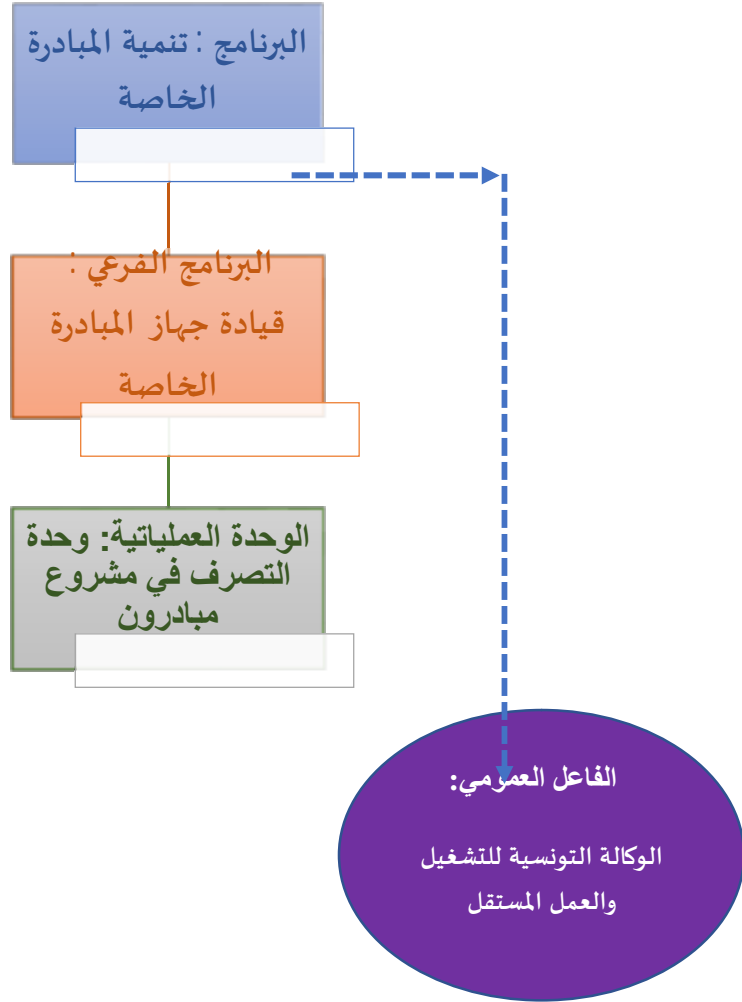 البرنامج : تنمية المبادرة
الخاصة
البرنامج الفرعي :
قيادة جهاز المبادرة
الخاصة
الوحدة العملياتية: وحدة
التصرف في مشروع
مبادرون
الفاعل العمومي:
الوكالة التونسية للتشغيل
والعمل المستقل